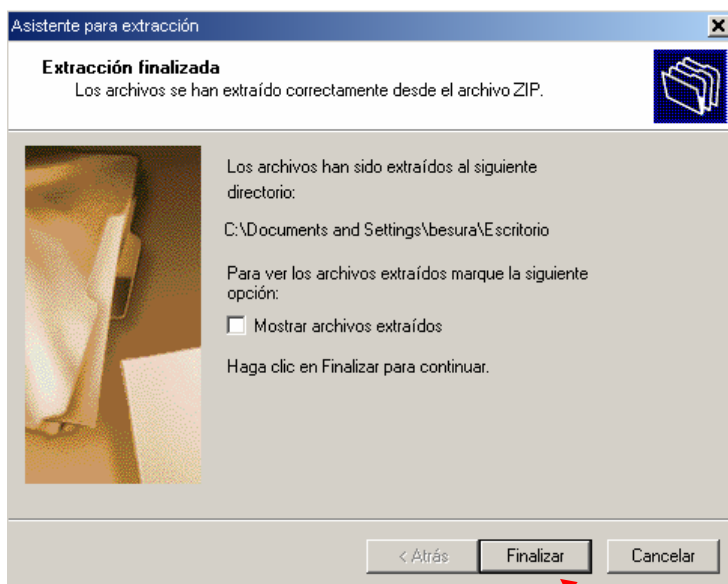 Asistente para extracción
Extracción finalizada
Los archivos se han extraído correctamente desde el archivo ZIP.
Los archivos han sido extraídos al siguiente
directorio:
C:\Documents and Settings\besura\Escritorio
Para ver los archivos extraídos marque la siguiente
opción:
Mostrar archivos extraídos
Haga clic en Finalizar para continuar.
< Atrás Finalizar Cancelar